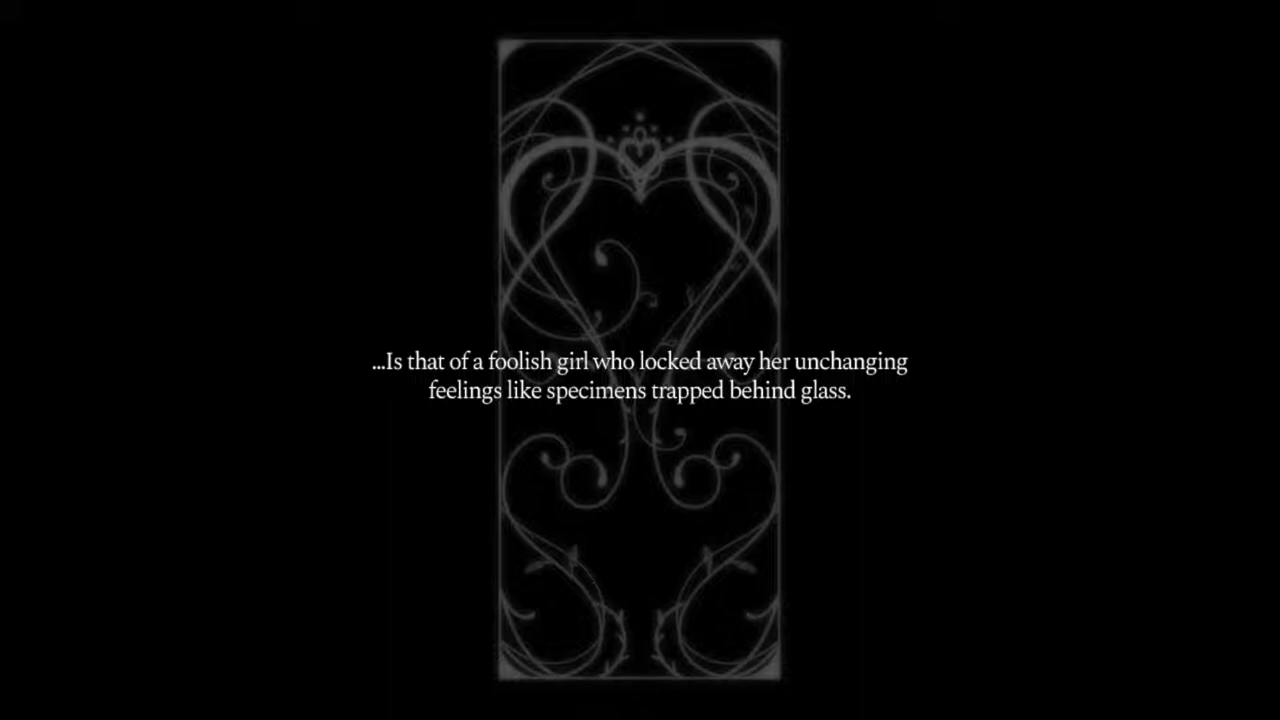 ...Is that of a foolish girl who locked away her unchanging
feelings like specimens trapped behind glass.